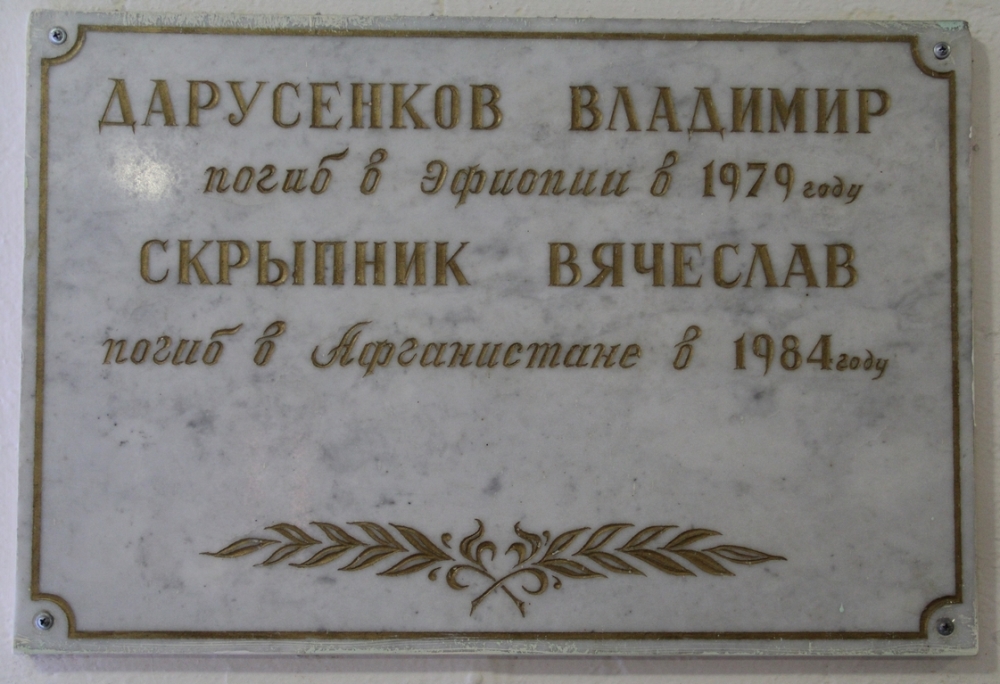 ДАРУСЕНКОВ ВЛАДИМИР
погиб в Эфиопии в 1979 году
СКРЫПНИК ВЯЧЕСЛАВ
погиб в Афганистане в 1984 году